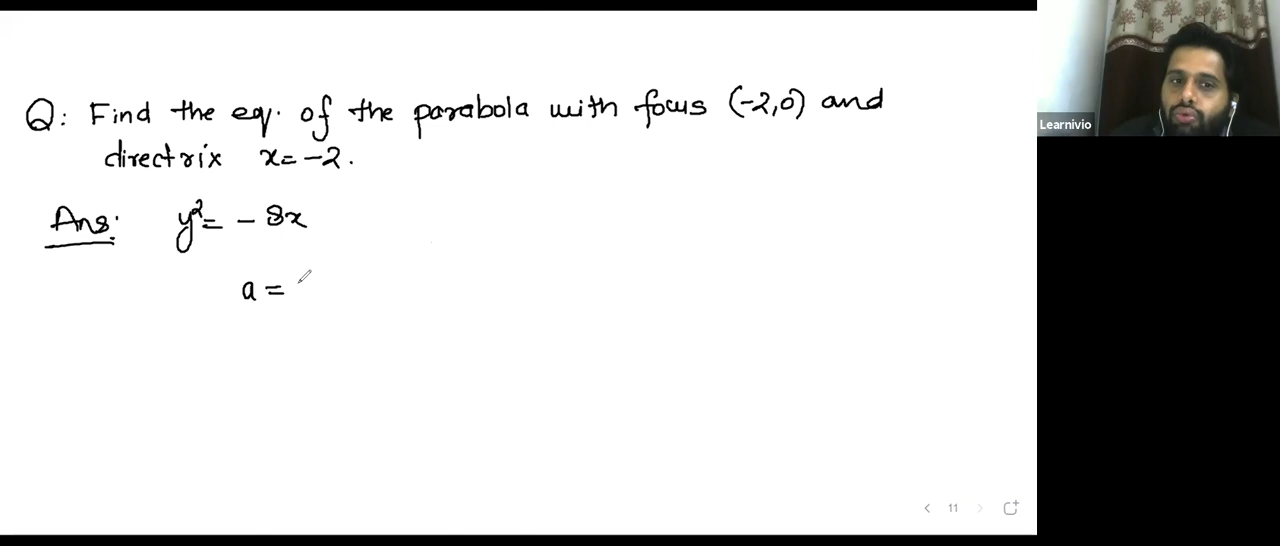 Q: Find the eq. of the parabola with focus (-2,0) and
directrix x= -2.
Ans: y²= - 8x
a =
Learnivio
11